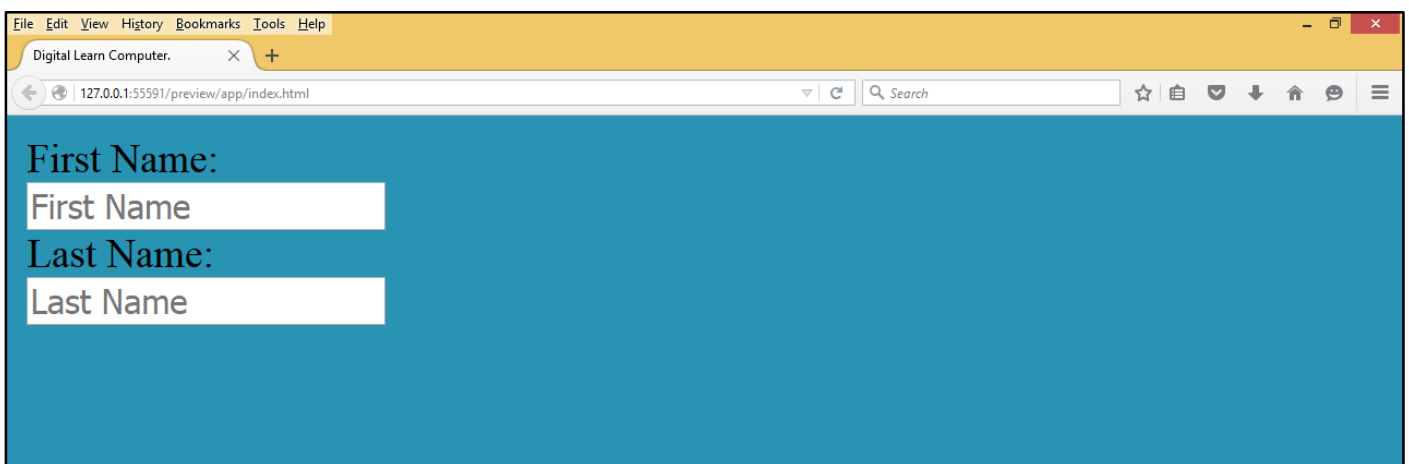 File Edit View History Bookmarks Tools Help
Digital Learn Computer.
127.0.0.1:55591/preview/app/index.html Search
First Name:
First Name
Last Name:
Last Name